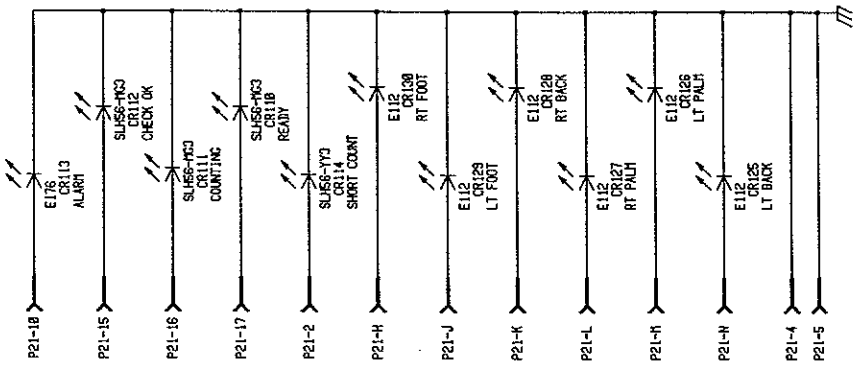 P21-10
E176
CR113
ALARM
P21-15
SLH56-MG3
CR112
CHECK OK
P21-16
SLH56-MG3
CR111
COUNTING
P21-17
SLH56-MG3
CR110
READY
P21-2
SLH56-YY3
CR114
SHORT COUNT
P21-H
E112
CR130
RT FOOT
P21-J
E112
CR129
LT FOOT
P21-K
E112
CR128
RT BACK
P21-L
E112
CR127
RT PALM
P21-M
E112
CR126
LT PALM
P21-N
E112
CR125
LT BACK
P21-4
P21-5